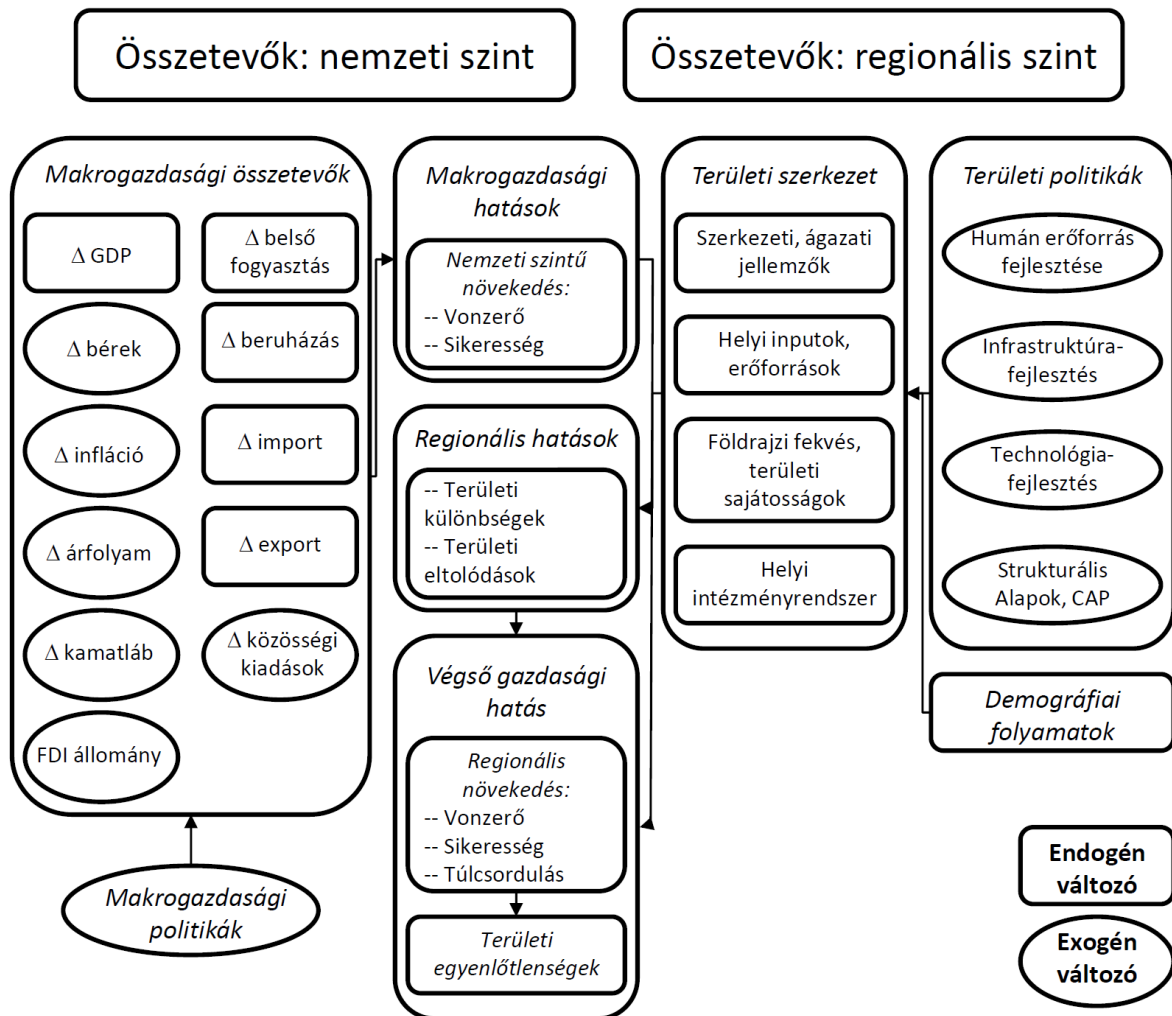 Összetevők: nemzeti szint
Összetevők: regionális szint
Makrogazdasági összetevők
Δ GDP
Δ belső
fogyasztás
Δ bérek
Δ beruházás
Δ infláció
Δ import
Δ árfolyam
Δ export
Δ kamatláb
Δ közösségi
kiadások
FDI állomány
Makrogazdasági
politikák
Makrogazdasági
hatások
Nemzeti szintű
növekedés:
-- Vonzerő
-- Sikeresség
Regionális hatások
-- Területi
különbségek
-- Területi
eltolódások
Végső gazdasági
hatás
Regionális
növekedés:
-- Vonzerő
-- Sikeresség
-- Túlcsordulás
Területi
egyenlőtlenségek
Területi szerkezet
Szerkezeti, ágazati
jellemzők
Helyi inputok,
erőforrások
Földrajzi fekvés,
területi
sajátosságok
Helyi
intézményrendszer
Területi politikák
Humán erőforrás
fejlesztése
Infrastruktúra-
fejlesztés
Technológia-
fejlesztés
Strukturális
Alapok, CAP
Demográfiai
folyamatok
Endogén
változó
Exogén
változó